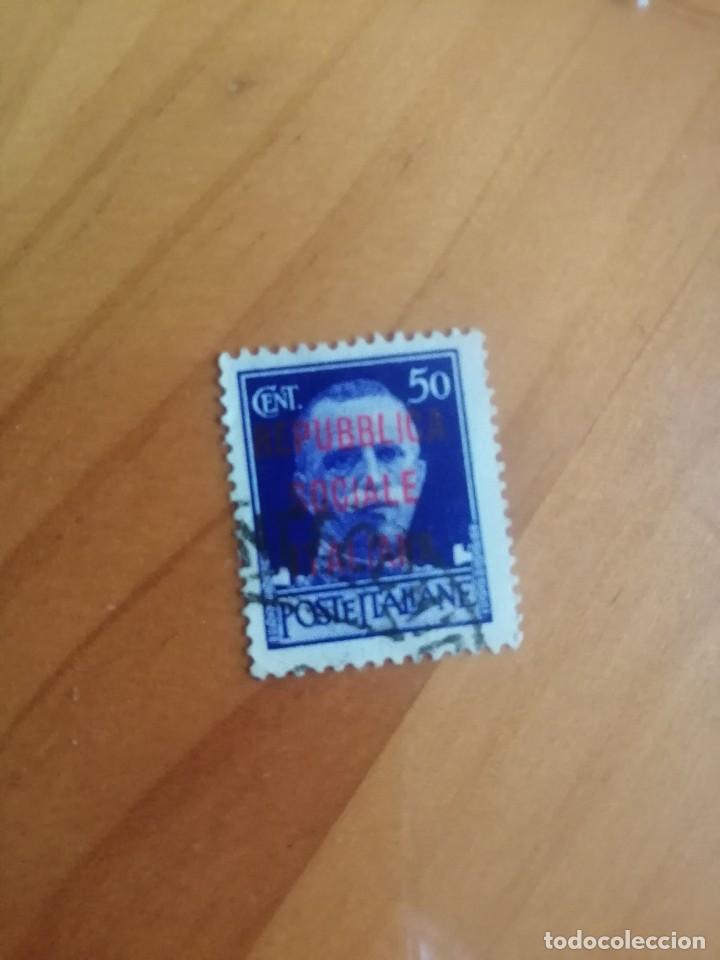 CENT. 50
REPUBBLICA
SOCIALE
ITALIANA
POSTE ITALIANE
todocoleccion